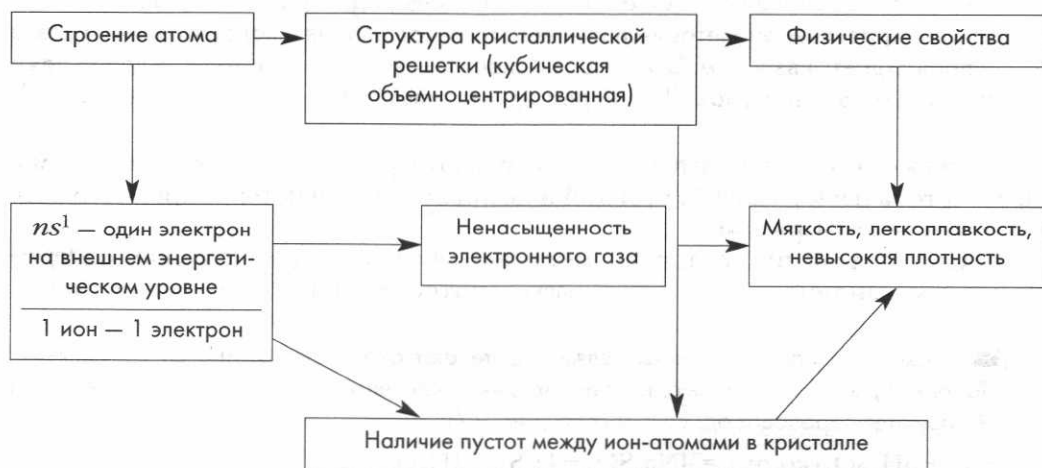 Строение атома
Структура кристаллической
решетки (кубическая
объемноцентрированная)
Физические свойства
ns¹ — один электрон
на внешнем энергети-
ческом уровне
1 ион — 1 электрон
Ненасыщенность
электронного газа
Мягкость, легкоплавкость,
невысокая плотность
Наличие пустот между ион-атомами в кристалле